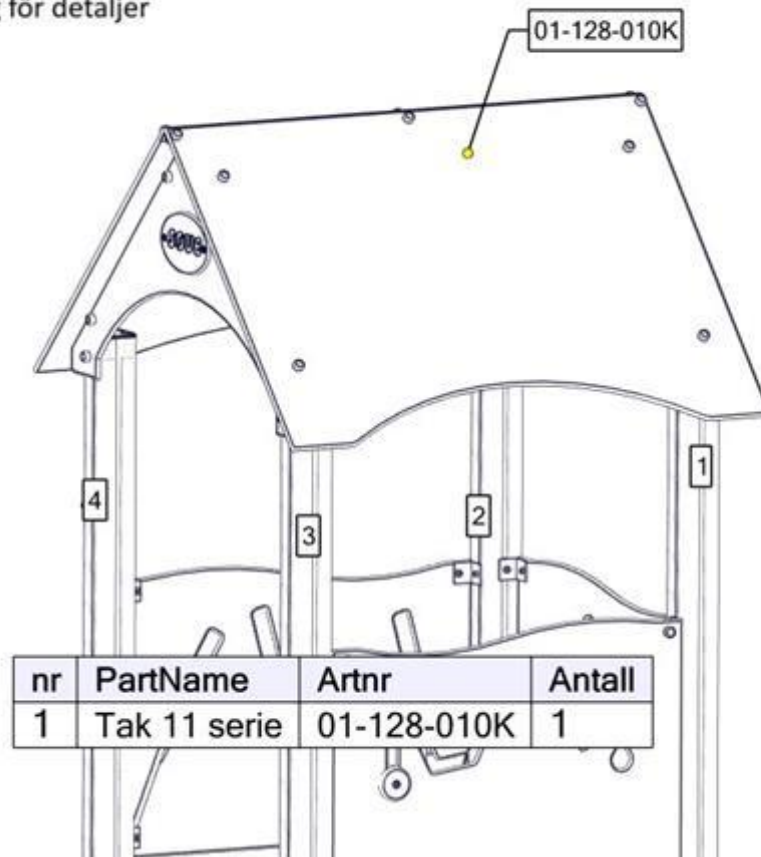 för detaljer
01-128-010K
1
2
3
4
nr PartName Artnr Antall
1 Tak 11 serie 01-128-010K 1